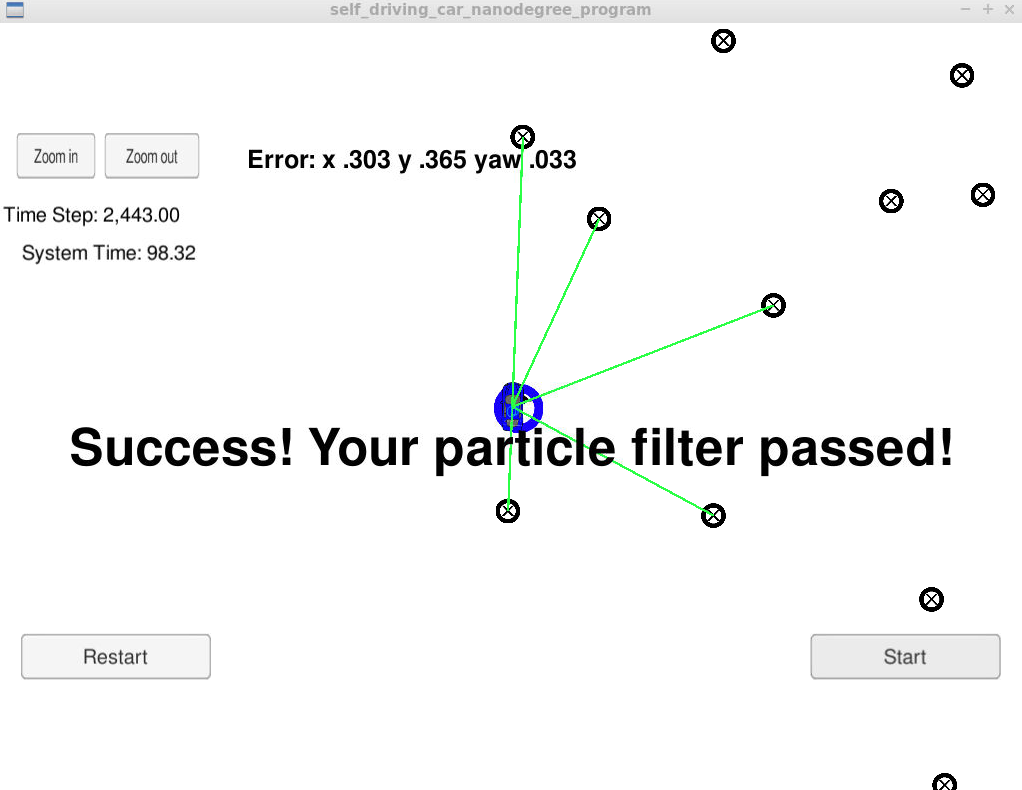 self_driving_car_nanodegree_program
Zoom in Zoom out
Error: x .303 y .365 yaw .033
Time Step: 2,443.00
System Time: 98.32
Success! Your particle filter passed!
Restart Start